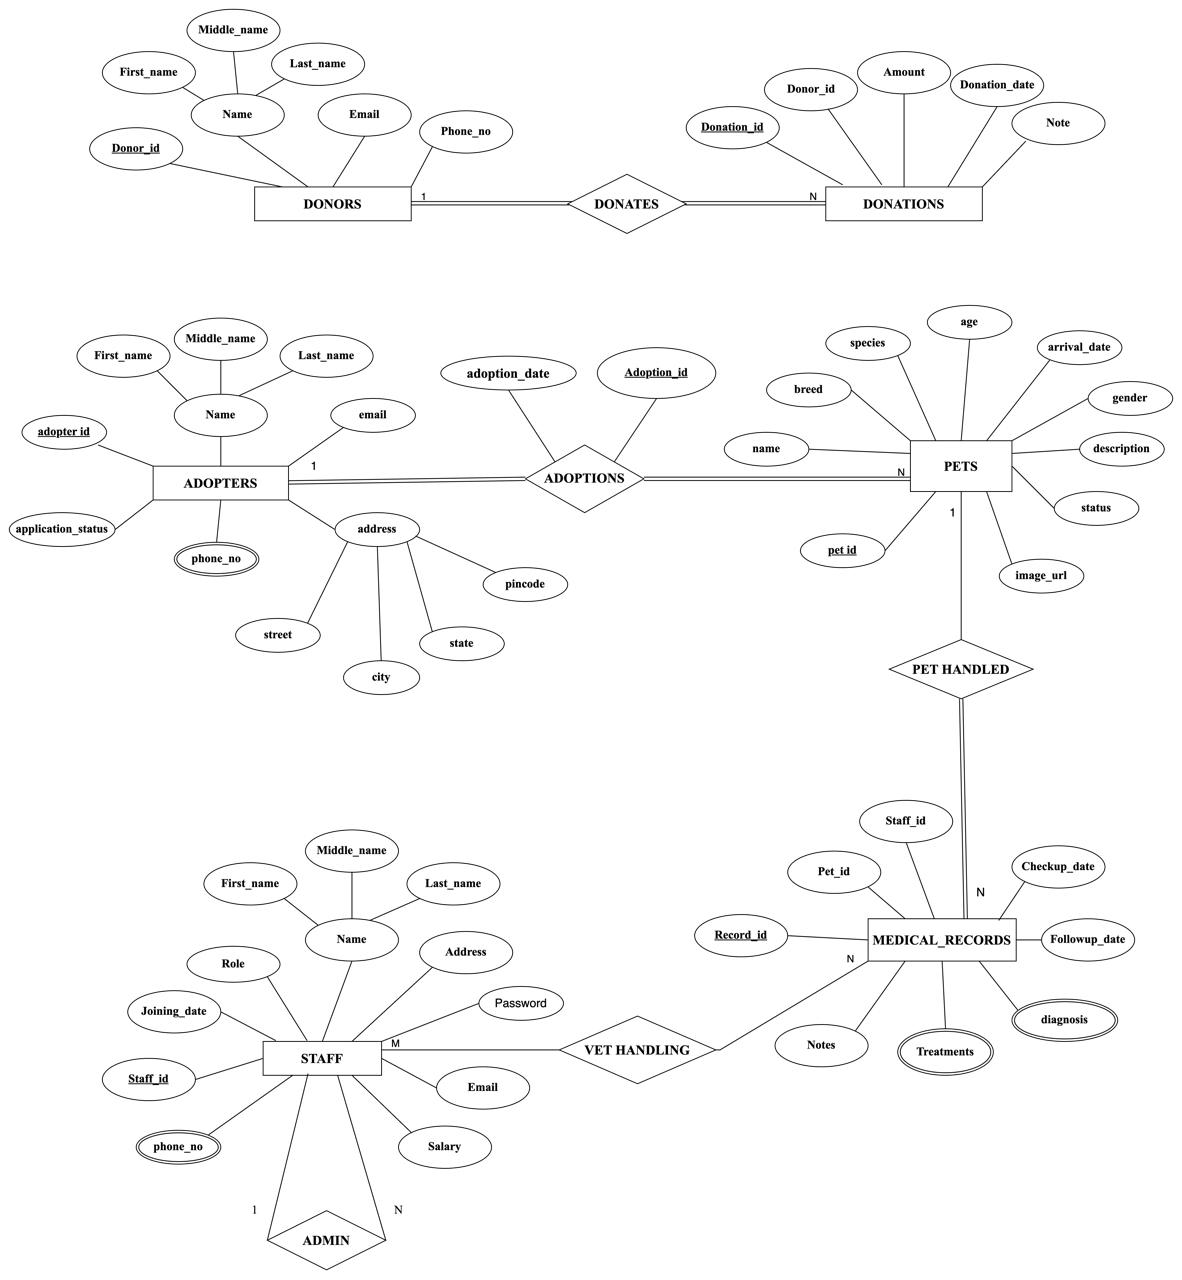 Middle_name
First_name
Last_name
Name
Email
Phone_no
Donor_id
DONORS
1
DONATES
N
Amount
Donor_id
Donation_date
Donation_id
Note
DONATIONS
Middle_name
First_name
Last_name
Name
email
adopter id
1
ADOPTERS
application_status
phone_no
address
pincode
street
state
city
adoption_date
Adoption_id
ADOPTIONS
N
age
species
arrival_date
breed
gender
name
description
PETS
status
1
pet id
image_url
PET HANDLED
N
Staff_id
Pet_id
Checkup_date
Record_id
MEDICAL_RECORDS
Followup_date
N
diagnosis
Notes
Treatments
Middle_name
First_name
Last_name
Name
Role
Address
Joining_date
Password
M
STAFF
VET HANDLING
Staff_id
Email
phone_no
Salary
1
N
ADMIN